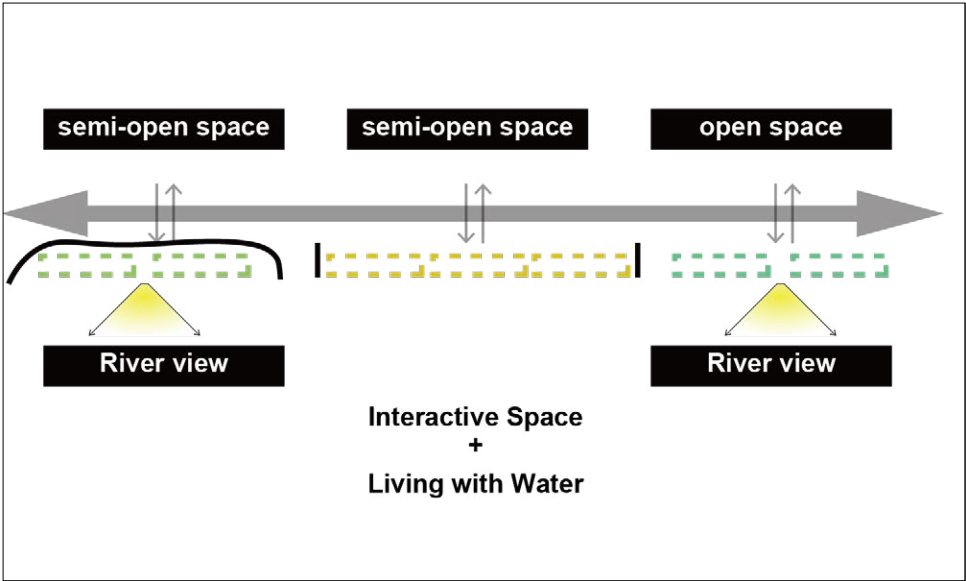 semi-open space
semi-open space
open space
River view
River view
Interactive Space
+
Living with Water